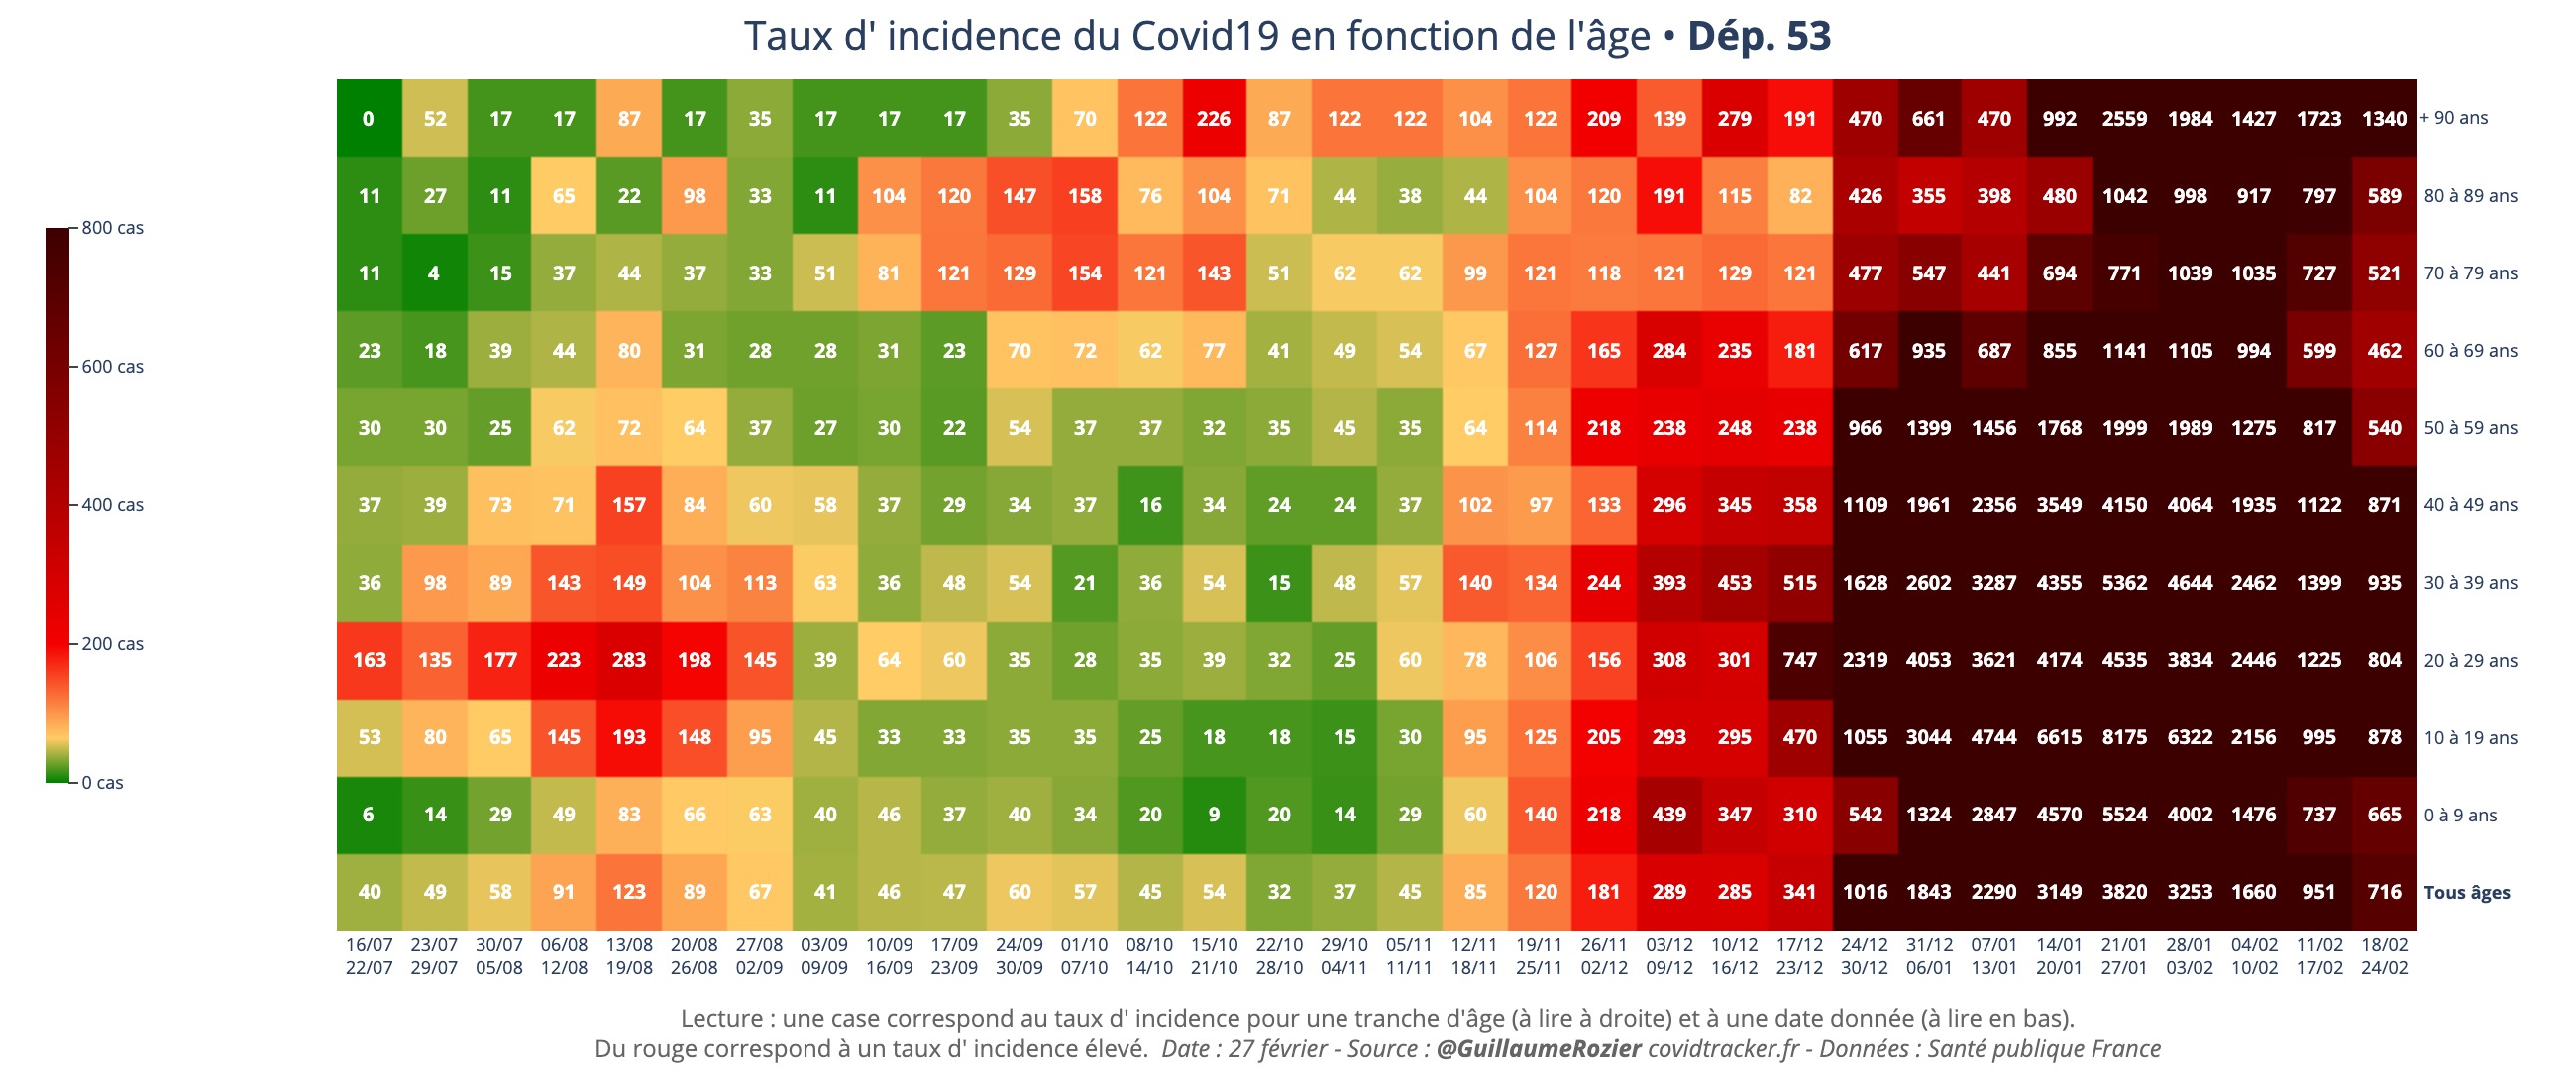 Taux d' incidence du Covid19 en fonction de l'âge • Dép. 53
800 cas
600 cas
400 cas
200 cas
0 cas
0 52 17 17 87 17 35 17 17 17 35 70 122 226 87 122 122 104 122 209 139 279 191 470 661 470 992 2559 1984 1427 1723 1340 + 90 ans
11 27 11 65 22 98 33 11 104 120 147 158 76 104 71 44 38 44 104 120 191 115 82 426 355 398 480 1042 998 917 797 589 80 à 89 ans
11 4 15 37 44 37 33 51 81 121 129 154 121 143 51 62 62 99 121 118 121 129 121 477 547 441 694 771 1039 1035 727 521 70 à 79 ans
23 18 39 44 80 31 28 28 31 23 70 72 62 77 41 49 54 67 127 165 284 235 181 617 935 687 855 1141 1105 994 599 462 60 à 69 ans
30 30 25 62 72 64 37 27 30 22 54 37 37 32 35 45 35 64 114 218 238 248 238 966 1399 1456 1768 1999 1989 1275 817 540 50 à 59 ans
37 39 73 71 157 84 60 58 37 29 34 37 16 34 24 24 37 102 97 133 296 345 358 1109 1961 2356 3549 4150 4064 1935 1122 871 40 à 49 ans
36 98 89 143 149 104 113 63 36 48 54 21 36 54 15 48 57 140 134 244 393 453 515 1628 2602 3287 4355 5362 4644 2462 1399 935 30 à 39 ans
163 135 177 223 283 198 145 39 64 60 35 28 35 39 32 25 60 78 106 156 308 301 747 2319 4053 3621 4174 4535 3834 2446 1225 804 20 à 29 ans
53 80 65 145 193 148 95 45 33 33 35 35 25 18 18 15 30 95 125 205 293 295 470 1055 3044 4744 6615 8175 6322 2156 995 878 10 à 19 ans
6 14 29 49 83 66 63 40 46 37 40 34 20 9 20 14 29 60 140 218 439 347 310 542 1324 2847 4570 5524 4002 1476 737 665 0 à 9 ans
40 49 58 91 123 89 67 41 46 47 60 57 45 54 32 37 45 85 120 181 289 285 341 1016 1843 2290 3149 3820 3253 1660 951 716 Tous âges
16/07 23/07 30/07 06/08 13/08 20/08 27/08 03/09 10/09 17/09 24/09 01/10 08/10 15/10 22/10 29/10 05/11 12/11 19/11 26/11 03/12 10/12 17/12 24/12 31/12 07/01 14/01 21/01 28/01 04/02 11/02 18/02
22/07 29/07 05/08 12/08 19/08 26/08 02/09 09/09 16/09 23/09 30/09 07/10 14/10 21/10 28/10 04/11 11/11 18/11 25/11 02/12 09/12 16/12 23/12 30/12 06/01 13/01 20/01 27/01 03/02 10/02 17/02 24/02
Lecture : une case correspond au taux d' incidence pour une tranche d'âge (à lire à droite) et à une date donnée (à lire en bas).
Du rouge correspond à un taux d' incidence élevé. Date : 27 février - Source : @GuillaumeRozier covidtracker.fr - Données : Santé publique France